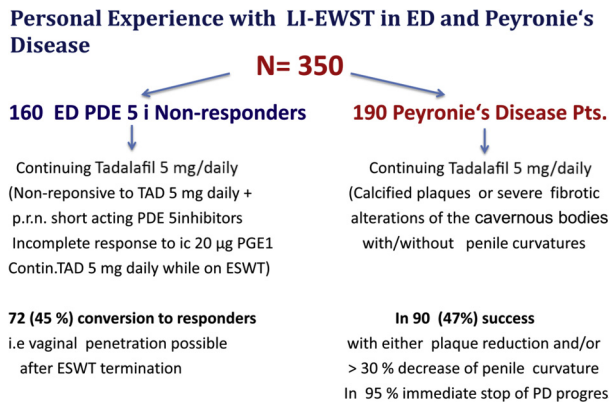 Personal Experience with LI-EWST in ED and Peyronie‘s
Disease
N= 350
160 ED PDE 5 i Non-responders
Continuing Tadalafil 5 mg/daily
(Non-reponsive to TAD 5 mg daily +
p.r.n. short acting PDE 5inhibitors
Incomplete response to ic 20 µg PGE1
Contin.TAD 5 mg daily while on ESWT)
72 (45 %) conversion to responders
i.e vaginal penetration possible
after ESWT termination
190 Peyronie‘s Disease Pts.
Continuing Tadalafil 5 mg/daily
(Calcified plaques or severe fibrotic
alterations of the cavernous bodies
with/without penile curvatures
In 90 (47%) success
with either plaque reduction and/or
> 30 % decrease of penile curvature
In 95 % immediate stop of PD progres